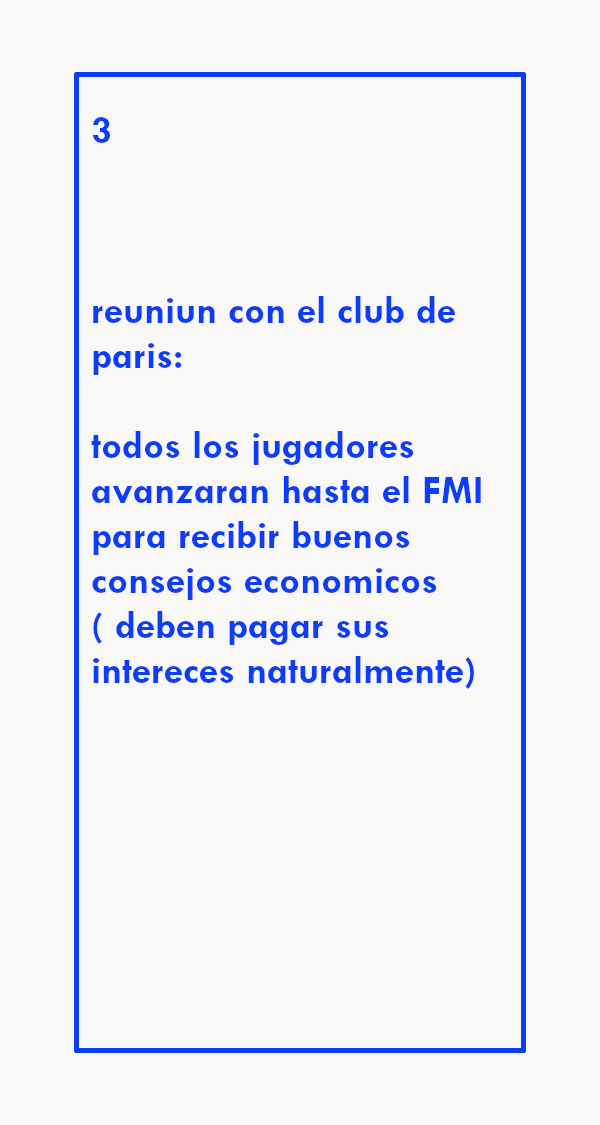 3
reuniun con el club de
paris:
todos los jugadores
avanzaran hasta el FMI
para recibir buenos
consejos economicos
( deben pagar sus
intereces naturalmente)